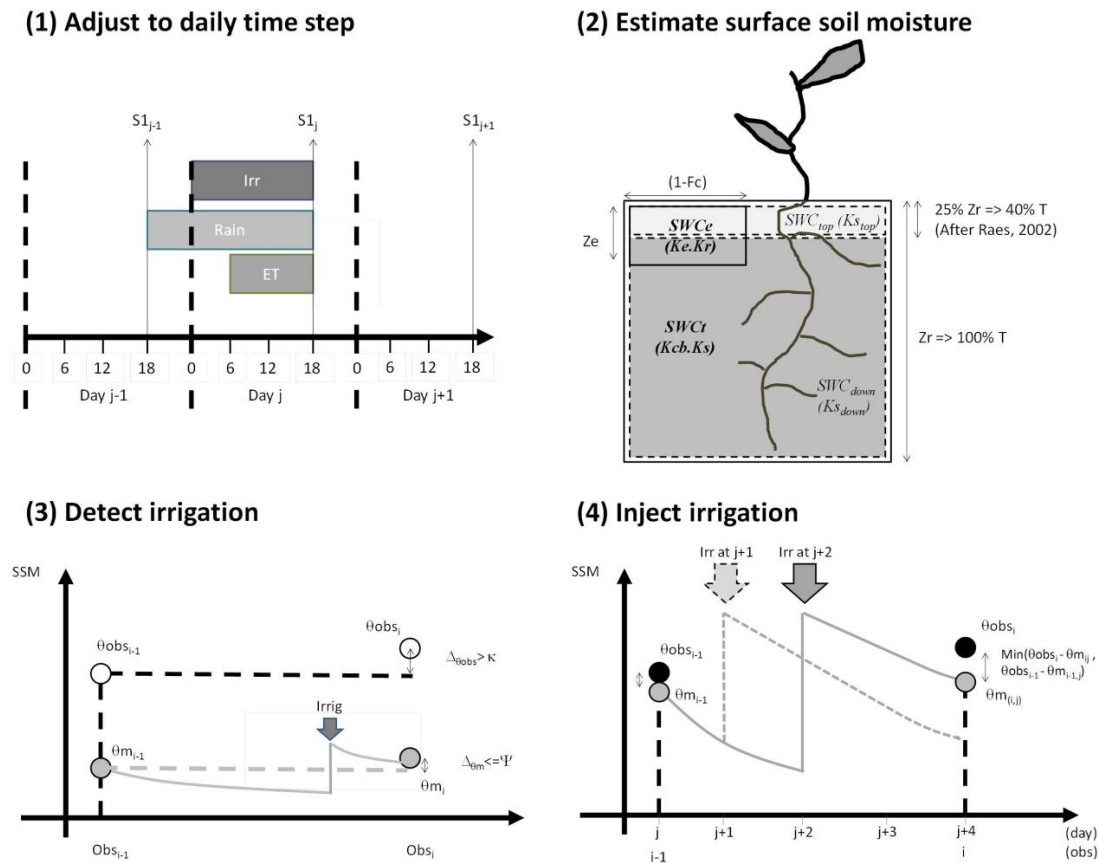 (1) Adjust to daily time step
S1j-1
S1j
S1j+1
Irr
Rain
ET
0 6 12 18 0 6 12 18 0 6 12 18
Day j-1 Day j Day j+1
(2) Estimate surface soil moisture
(1-Fc)
Ze
SWCe
(Ke.Kr)
SWCtop (Kstop)
25% Zr => 40% T
(After Raes, 2002)
SWCt
(Kcb.Ks)
Zr => 100% T
SWCdown
(Ksdown)
(3) Detect irrigation
SSM
θobsi-1
θobsi
Δθobs> κ
Irrig
θmi-1
Δθm<=Ψ
θmi
Obsi-1
Obsi
(4) Inject irrigation
Irr at j+1
Irr at j+2
SSM
θobsi-1
θobsi
Min(θobsi - θmij ,
θobsi-1 - θmi-1,j)
θmi-1
θm(i,j)
j j+1 j+2 j+3 j+4 (day)
i-1 i (obs)